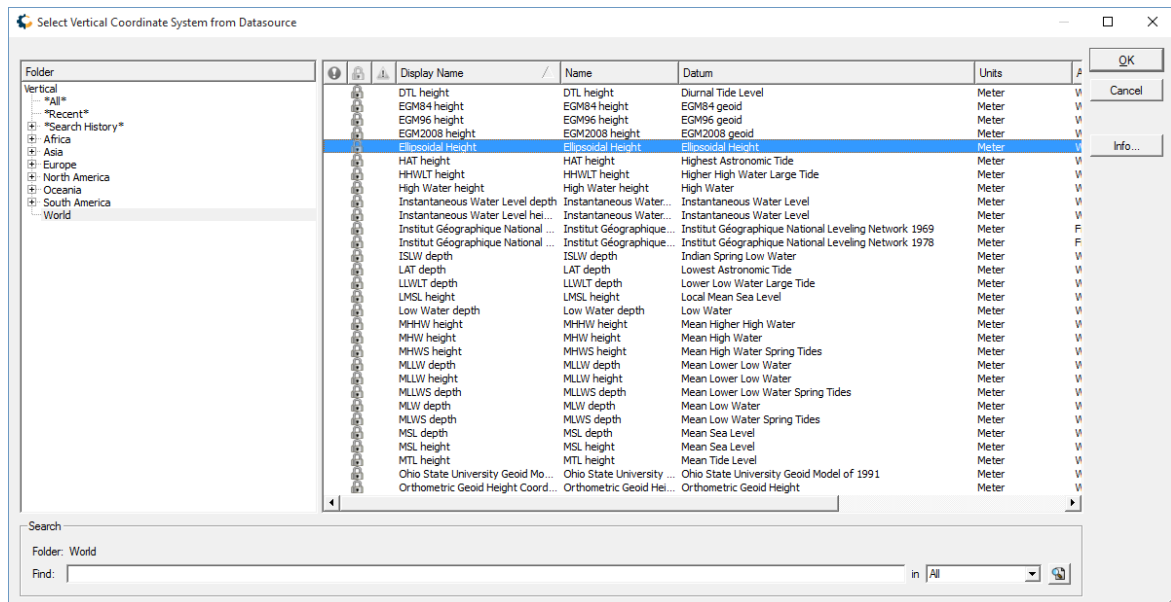 Select Vertical Coordinate System from Datasource
Folder
Vertical
*All*
*Recent*
*Search History*
Africa
Asia
Europe
North America
Oceania
South America
World
Display Name Name Datum Units A
DTL height DTL height Diurnal Tide Level Meter W
EGM84 height EGM84 height EGM84 geoid Meter W
EGM96 height EGM96 height EGM96 geoid Meter W
EGM2008 height EGM2008 height EGM2008 geoid Meter W
Ellipsoidal Height Ellipsoidal Height Ellipsoidal Height Meter W
HAT height HAT height Highest Astronomic Tide Meter W
HHWLT height HHWLT height Higher High Water Large Tide Meter W
High Water height High Water height High Water Meter W
Instantaneous Water Level depth Instantaneous Water... Instantaneous Water Level Meter W
Instantaneous Water Level hei... Instantaneous Water... Instantaneous Water Level Meter W
Institut Géographique National ... Institut Géographique... Institut Géographique National Leveling Network 1969 Meter F
Institut Géographique National ... Institut Géographique... Institut Géographique National Leveling Network 1978 Meter F
ISLW depth ISLW depth Indian Spring Low Water Meter W
LAT depth LAT depth Lowest Astronomic Tide Meter W
LLWLT depth LLWLT depth Lower Low Water Large Tide Meter W
LMSL height LMSL height Local Mean Sea Level Meter W
Low Water depth Low Water depth Low Water Meter W
MHHW height MHHW height Mean Higher High Water Meter W
MHW height MHW height Mean High Water Meter W
MHWS height MHWS height Mean High Water Spring Tides Meter W
MLLW depth MLLW depth Mean Lower Low Water Meter W
MLLW height MLLW height Mean Lower Low Water Meter W
MLLWS depth MLLWS depth Mean Lower Low Water Spring Tides Meter W
MLW depth MLW depth Mean Low Water Meter W
MLWS depth MLWS depth Mean Low Water Spring Tides Meter W
MSL depth MSL depth Mean Sea Level Meter W
MSL height MSL height Mean Sea Level Meter W
MTL height MTL height Mean Tide Level Meter W
Ohio State University Geoid Mo... Ohio State University ... Ohio State University Geoid Model of 1991 Meter W
Orthometric Geoid Height Coord... Orthometric Geoid Hei... Orthometric Geoid Height Meter W
OK
Cancel
Info...
Search
Folder: World
Find: in All